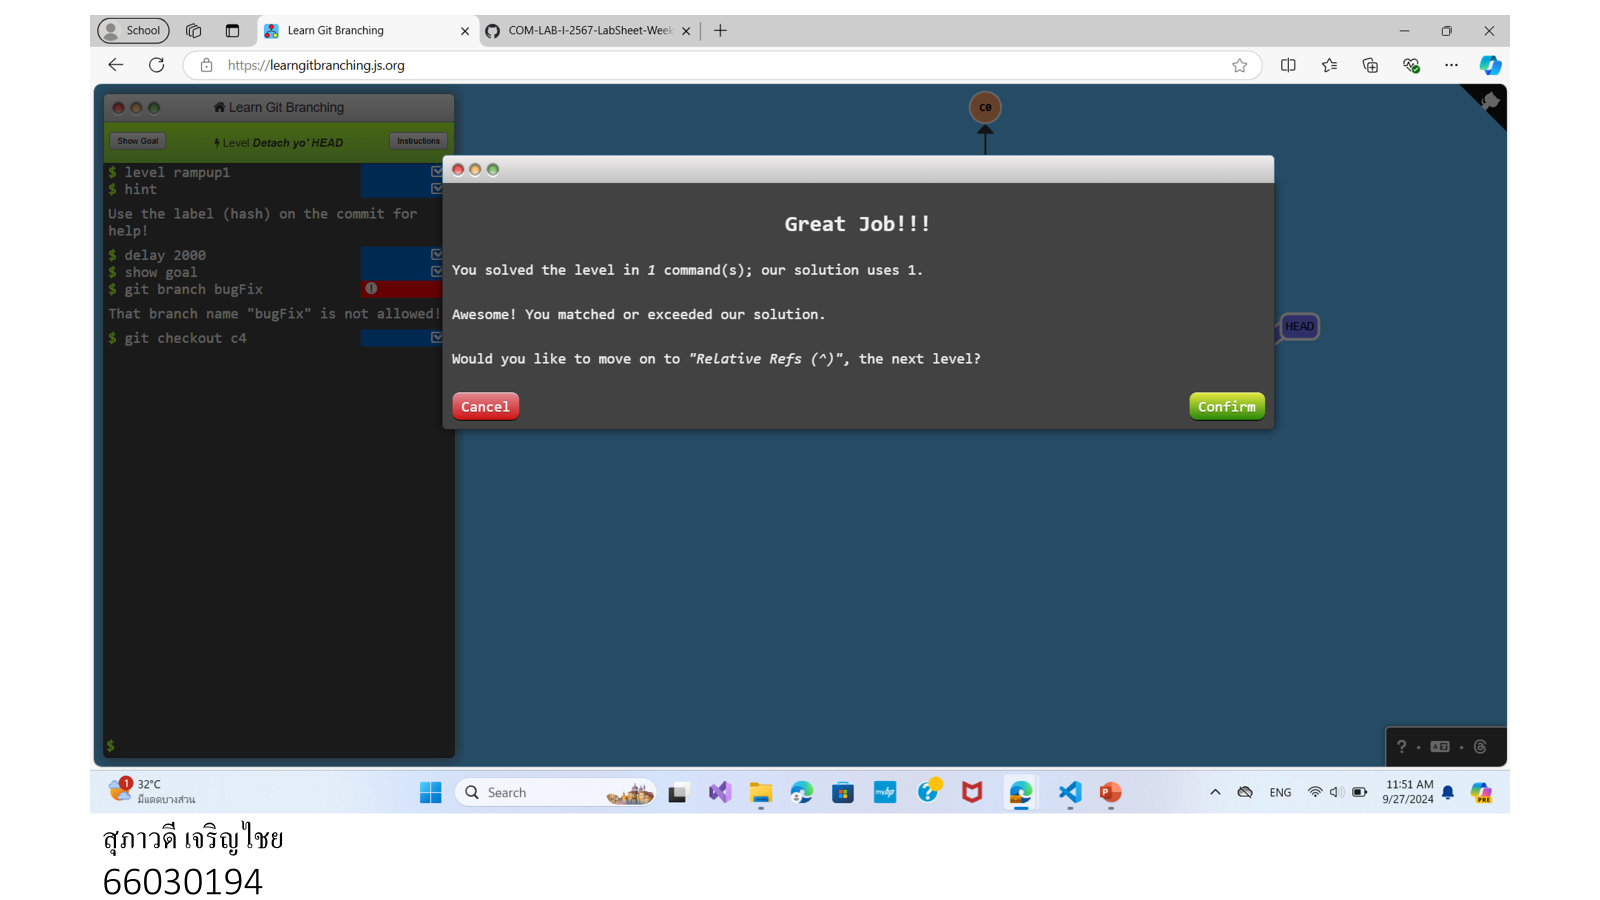 School
Learn Git Branching
COM-LAB-I-2567-LabSheet-Week
https://learngitbranching.js.org
Learn Git Branching
Show Goal
Level Detach yo' HEAD
Instructions
$ level rampup1
$ hint
Use the label (hash) on the commit for
help!
$ delay 2000
$ show goal
$ git branch bugFix
That branch name "bugFix" is not allowed!
$ git checkout c4
$
C0
HEAD
Great Job!!!
You solved the level in 1 command(s); our solution uses 1.
Awesome! You matched or exceeded our solution.
Would you like to move on to "Relative Refs (^)", the next level?
Cancel
Confirm
1
32°C
มีแดดบางส่วน
Search
myhp
ENG
11:51 AM
9/27/2024
PRE
สุภาวดี เจริญไชย
66030194